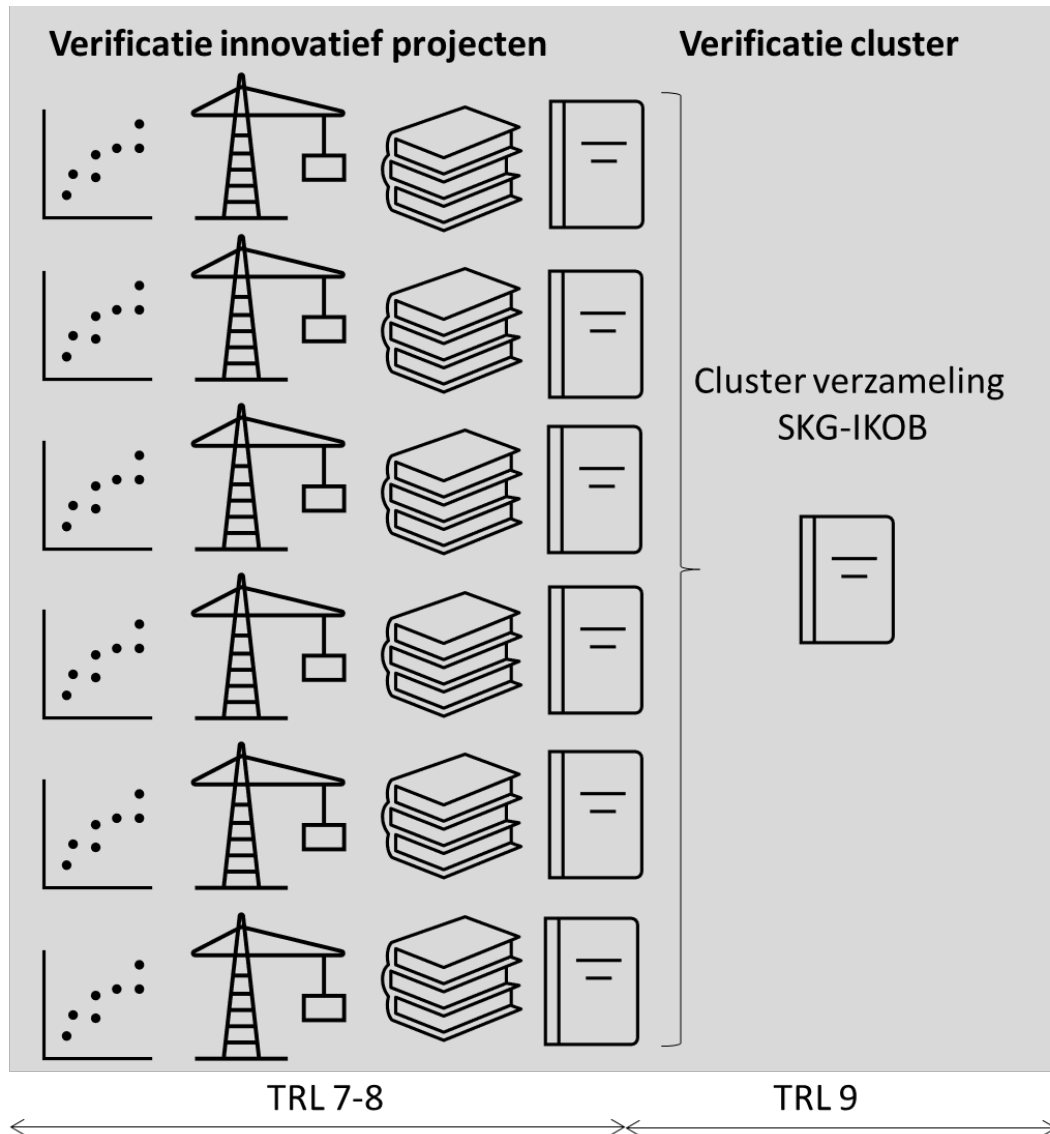 Verificatie innovatief projecten
Verificatie cluster
Cluster verzameling
SKG-IKOB
TRL 7-8
TRL 9